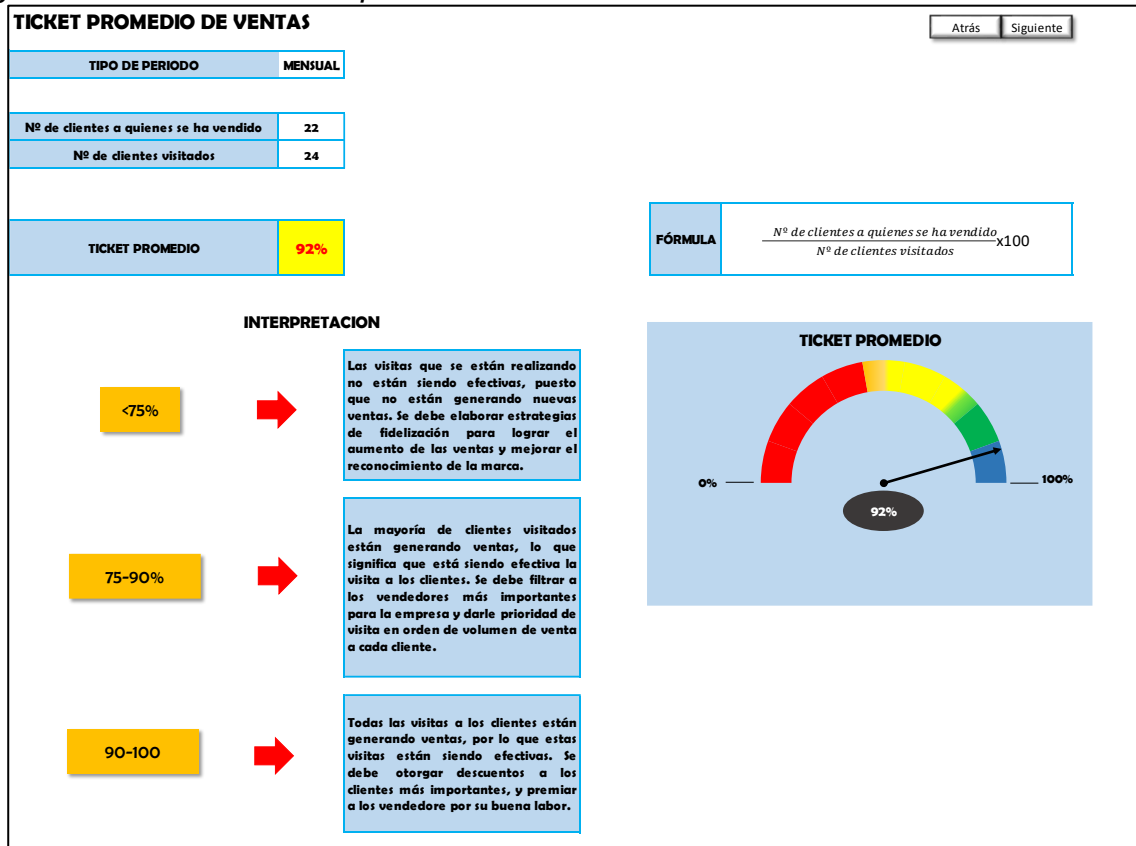 TICKET PROMEDIO DE VENTAS
Atrás
Siguiente
TIPO DE PERIODO
MENSUAL
Nº de clientes a quienes se ha vendido
22
Nº de clientes visitados
24
TICKET PROMEDIO
92%
FÓRMULA
Nº de clientes a quienes se ha vendido
Nº de clientes visitados
x100
INTERPRETACION
<75%
Las visitas que se están realizando
no están siendo efectivas, puesto
que no están generando nuevas
ventas. Se debe elaborar estrategias
de fidelización para lograr el
aumento de las ventas y mejorar el
reconocimiento de la marca.
75-90%
La mayoría de clientes visitados
están generando ventas, lo que
significa que está siendo efectiva la
visita a los clientes. Se debe filtrar a
los vendedores más importantes
para la empresa y darle prioridad de
visita en orden de volumen de venta
a cada cliente.
90-100
Todas las visitas a los clientes están
generando ventas, por lo que estas
visitas están siendo efectivas. Se
debe otorgar descuentos a los
clientes más importantes, y premiar
a los vendedore por su buena labor.
TICKET PROMEDIO
0%
100%
92%